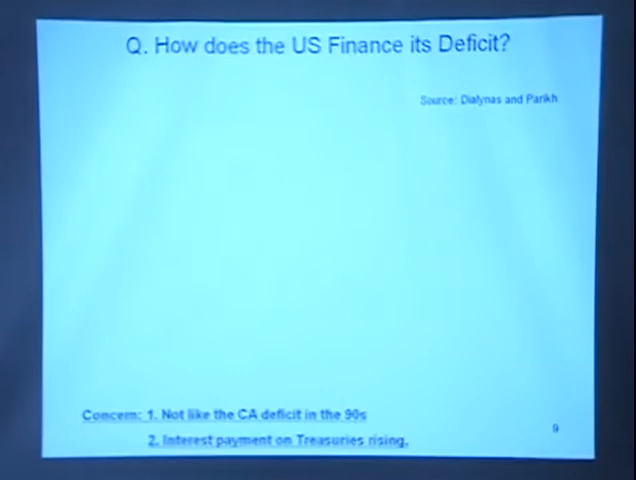 Q. How does the US Finance its Deficit?
Source: Dialynas and Parikh
Concern: 1. Not like the CA deficit in the 90s
2. Interest payment on Treasuries rising.
9